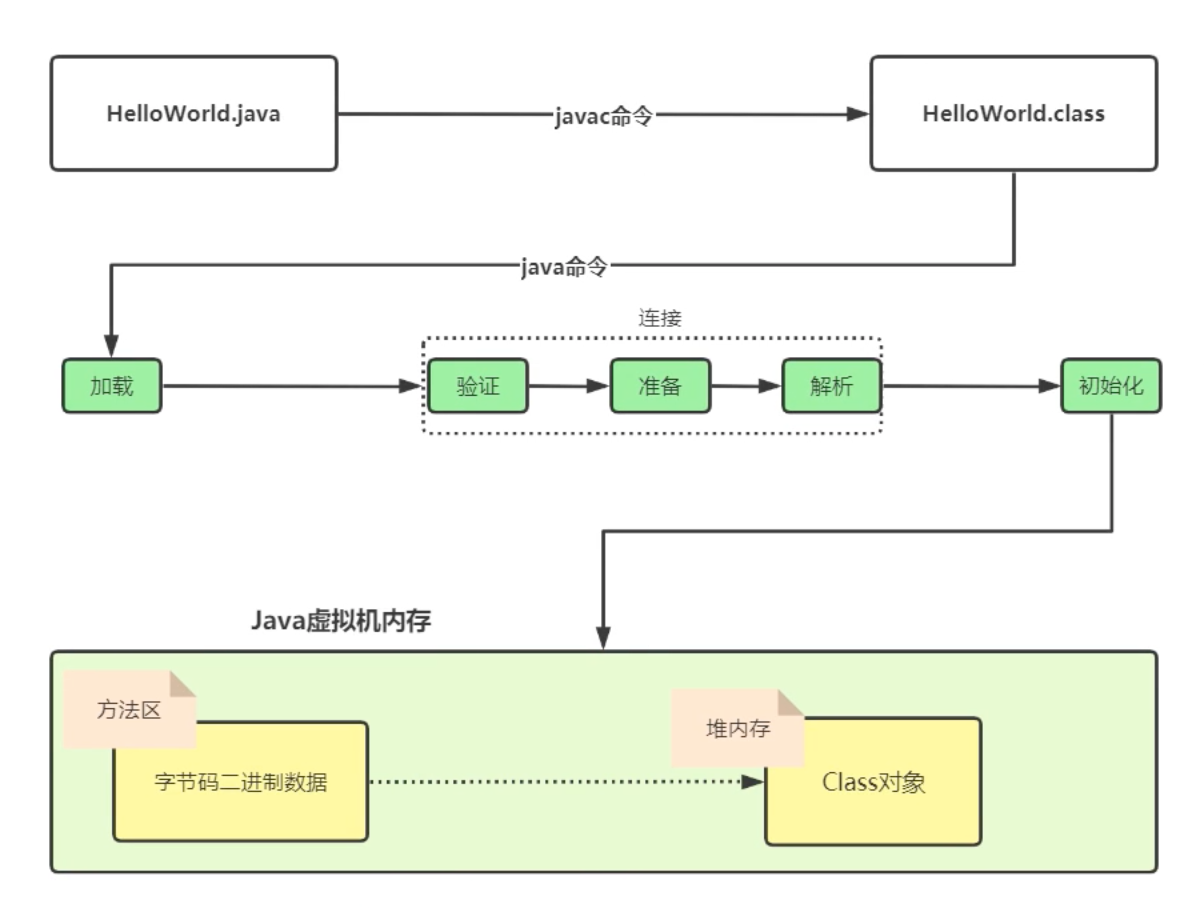 HelloWorld.java
javac命令
HelloWorld.class
java命令
连接
加载
验证
准备
解析
初始化
Java虚拟机内存
方法区
字节码二进制数据
堆内存
Class对象